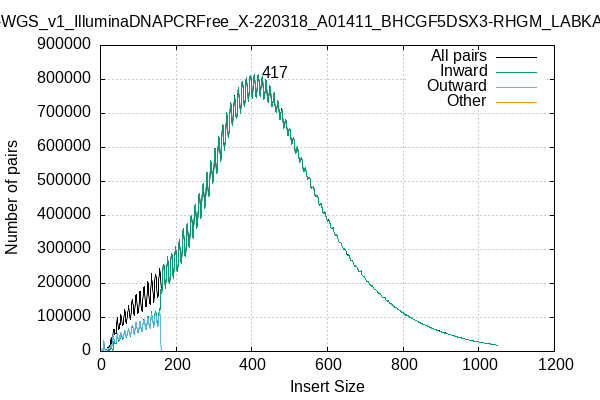 -WGS_v1_IlluminaDNAPCRFree_X-220318_A01411_BHCGF5DSX3-RHGM_LABKA
900000
800000
700000
600000
500000
400000
300000
200000
100000
0
Number of pairs
417
All pairs
Inward
Outward
Other
0 200 400 600 800 1000 1200
Insert Size